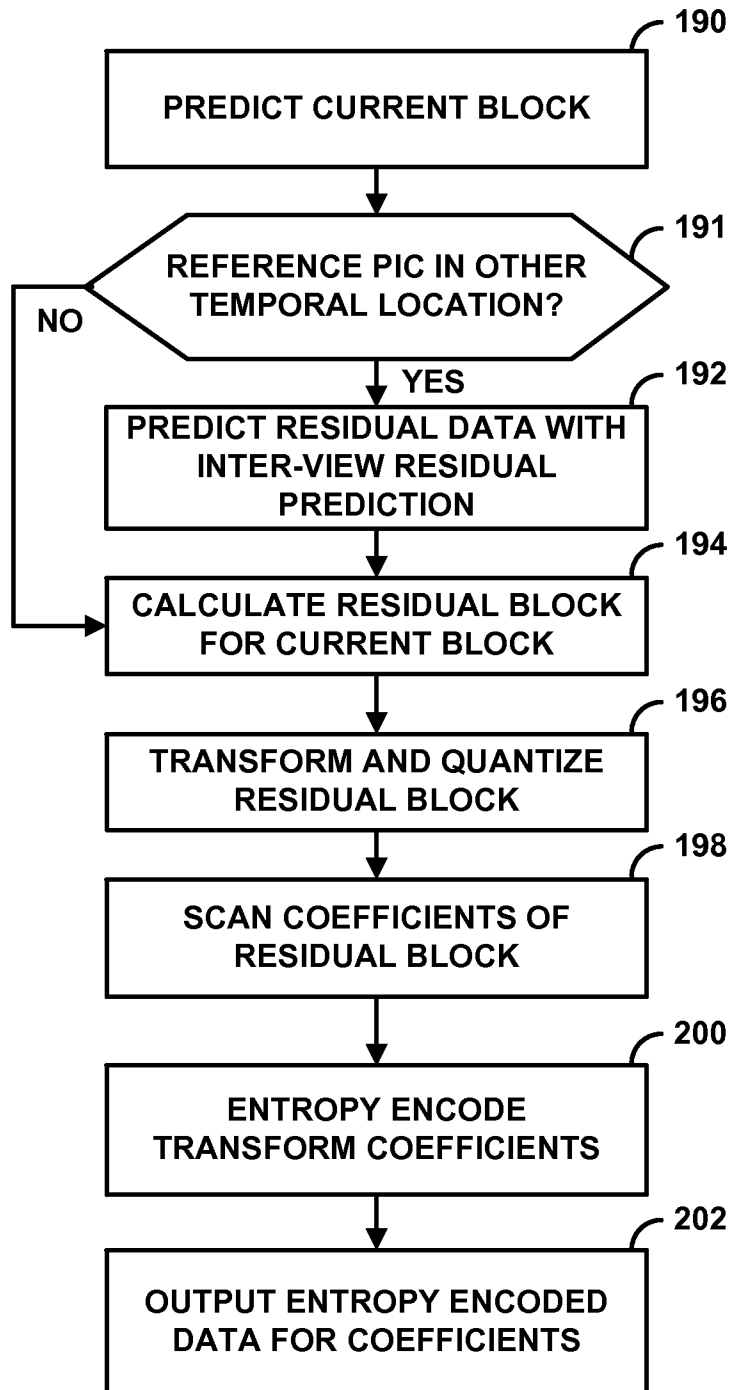 190
PREDICT CURRENT BLOCK
191
REFERENCE PIC IN OTHER
TEMPORAL LOCATION?
NO
YES
192
PREDICT RESIDUAL DATA WITH
INTER-VIEW RESIDUAL
PREDICTION
194
CALCULATE RESIDUAL BLOCK
FOR CURRENT BLOCK
196
TRANSFORM AND QUANTIZE
RESIDUAL BLOCK
198
SCAN COEFFICIENTS OF
RESIDUAL BLOCK
200
ENTROPY ENCODE
TRANSFORM COEFFICIENTS
202
OUTPUT ENTROPY ENCODED
DATA FOR COEFFICIENTS